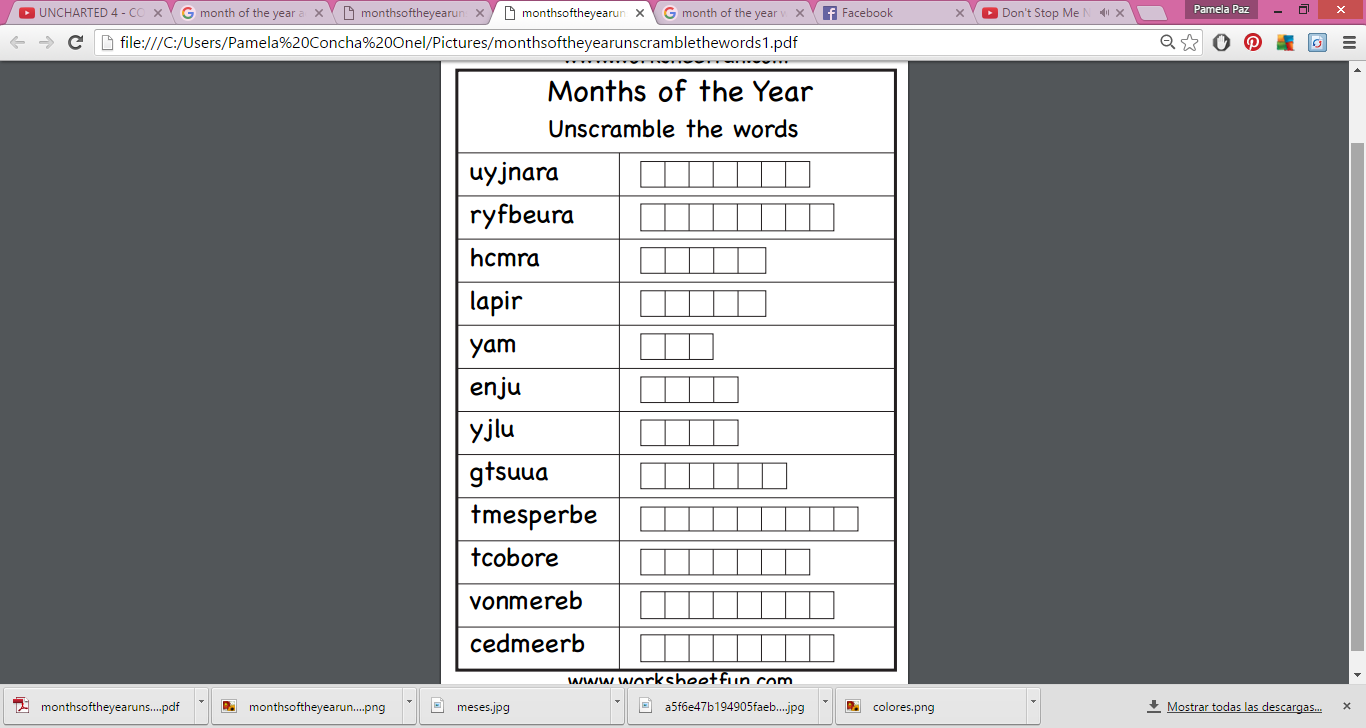 UNCHARTED 4 - CO
month of the year a
monthsoftheyearun
monthsoftheyearun
month of the year w
Facebook
Don't Stop Me N
Pamela Paz
file:///C:/Users/Pamela%20Concha%20Onel/Pictures/monthsoftheyearunscramblethewords1.pdf
www.worksheetfun.com
Months of the Year
Unscramble the words
uyjnara
ryfbeura
hcmra
lapir
yam
enju
yjlu
gtsuua
tmesperbe
tcobore
vonmereb
cedmeerb
www.worksheetfun.com
monthsoftheyearuns....pdf
monthsoftheyearun....png
meses.jpg
a5f6e47b194905faeb....jpg
colores.png
Mostrar todas las descargas...